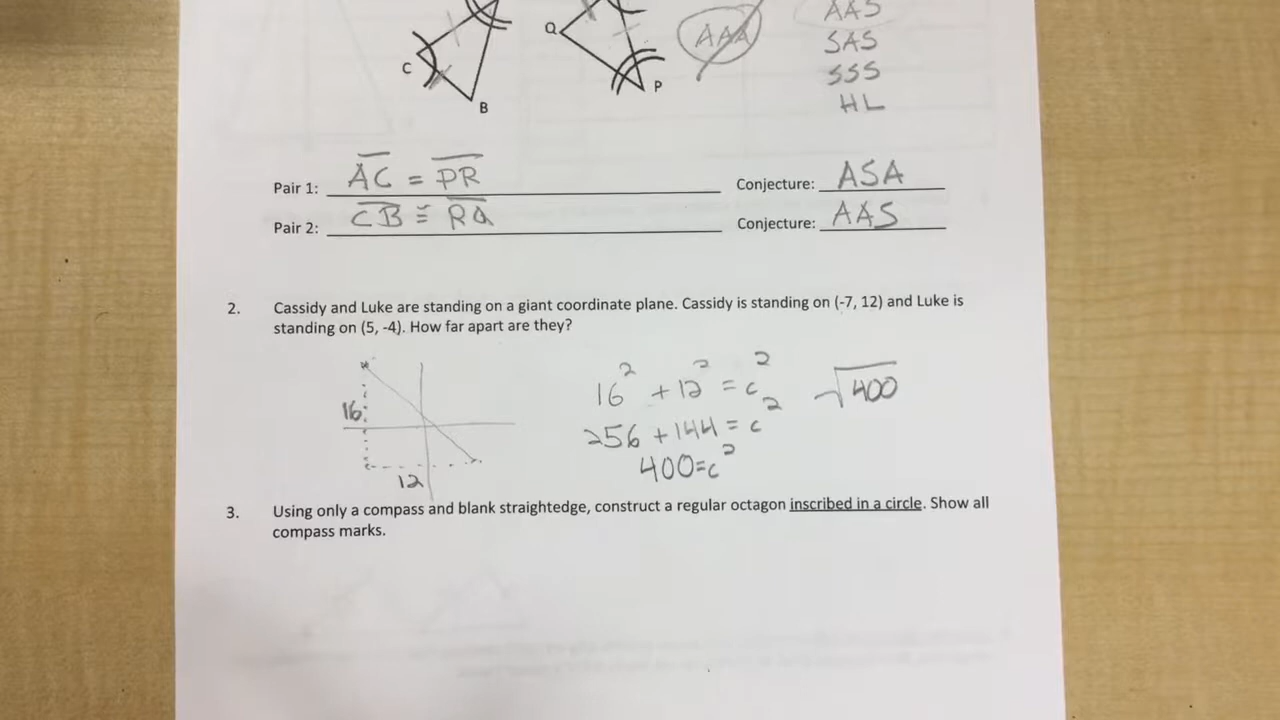 AAS
Q
AAA
SAS
C
SSS
P
B
HL
Pair 1: AC = PR Conjecture: ASA
Pair 2: CB ≅ RQ Conjecture: AAS
2. Cassidy and Luke are standing on a giant coordinate plane. Cassidy is standing on (-7, 12) and Luke is
standing on (5, -4). How far apart are they?
16² + 12² = c² √400
16
256 + 144 = c²
400 = c²
12
3. Using only a compass and blank straightedge, construct a regular octagon inscribed in a circle. Show all
compass marks.